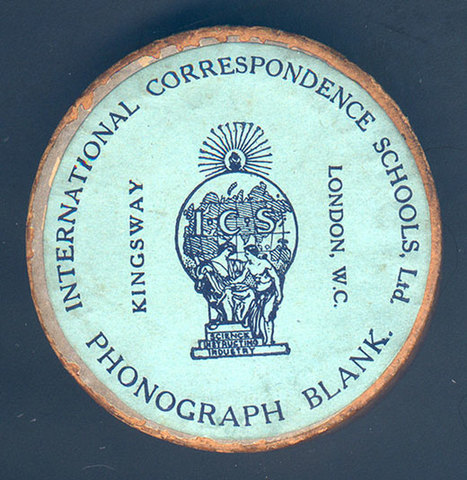 INTERNATIONAL CORRESPONDENCE SCHOOLS, Ltd.
KINGSWAY
LONDON, W.C.
I.C.S.
SCIENCE
INSTRUCTING
INDUSTRY
PHONOGRAPH BLANK.